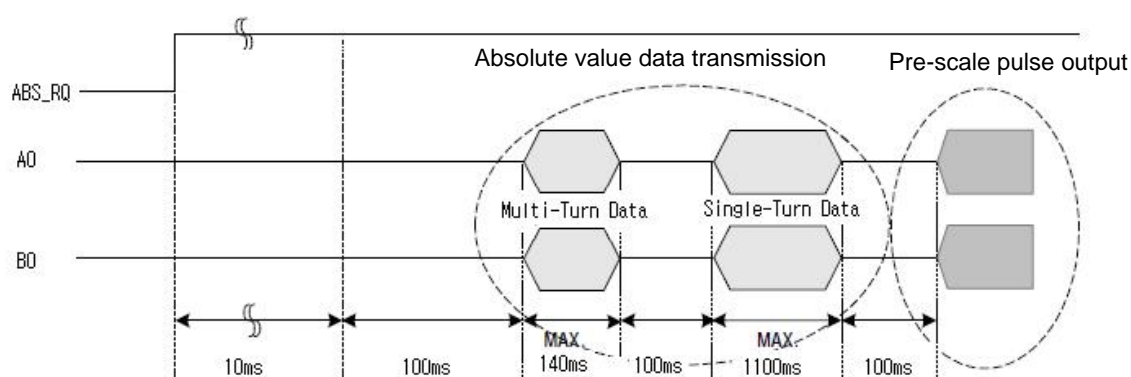 Absolute value data transmission
Pre-scale pulse output
ABS_RQ
AO
Multi-Turn Data
Single-Turn Data
BO
MAX.
MAX.
10ms
100ms
140ms
100ms
1100ms
100ms